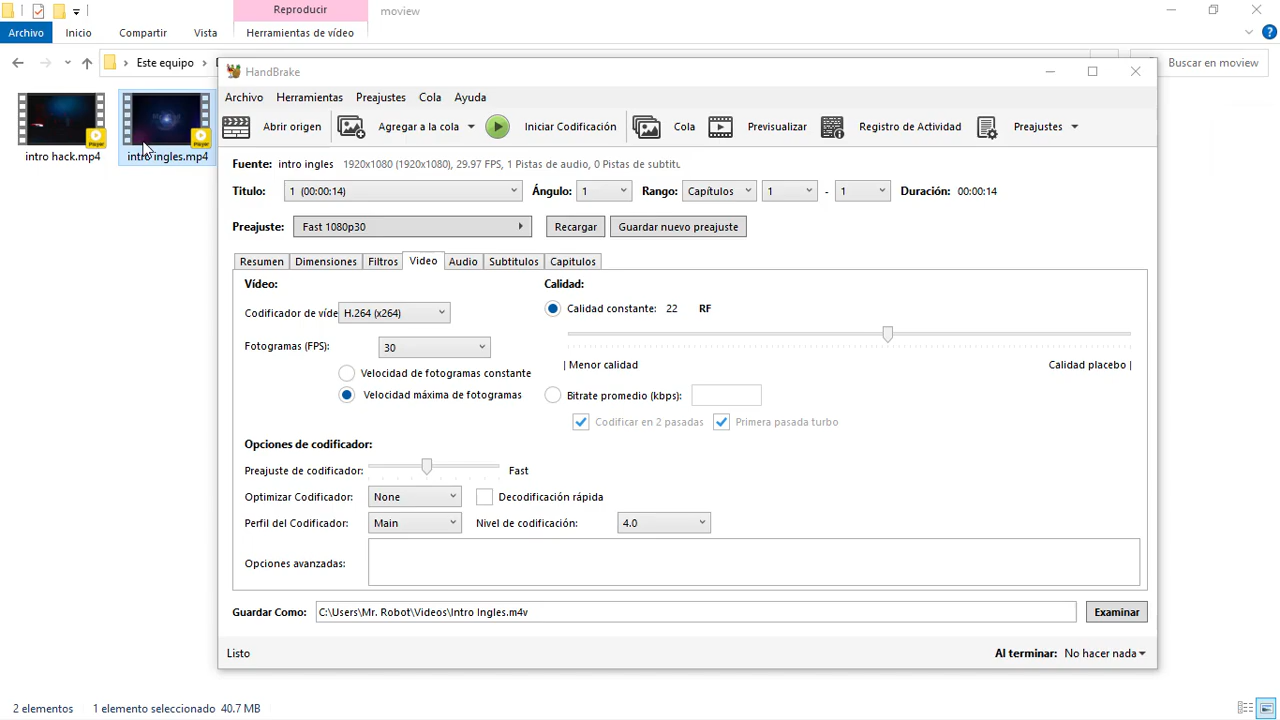 Reproducir
moview
Archivo Inicio Compartir Vista Herramientas de vídeo
Este equipo Buscar en moview
HandBrake
Archivo Herramientas Preajustes Cola Ayuda
Player Player
intro hack.mp4 intro ingles.mp4
Abrir origen Agregar a la cola Iniciar Codificación Cola Previsualizar Registro de Actividad Preajustes
Fuente: intro ingles 1920x1080 (1920x1080), 29.97 FPS, 1 Pistas de audio, 0 Pistas de subtitu.
Titulo: 1 (00:00:14) Ángulo: 1 Rango: Capítulos 1 - 1 Duración: 00:00:14
Preajuste: Fast 1080p30 Recargar Guardar nuevo preajuste
Resumen Dimensiones Filtros Video Audio Subtitulos Capitulos
Vídeo: Calidad:
Codificador de víde H.264 (x264) Calidad constante: 22 RF
Fotogramas (FPS): 30
| Menor calidad Calidad placebo |
Velocidad de fotogramas constante
Velocidad máxima de fotogramas Bitrate promedio (kbps):
Codificar en 2 pasadas Primera pasada turbo
Opciones de codificador:
Preajuste de codificador: Fast
Optimizar Codificador: None Decodificación rápida
Perfil del Codificador: Main Nivel de codificación: 4.0
Opciones avanzadas:
Guardar Como: C:\Users\Mr. Robot\Videos\Intro Ingles.m4v Examinar
Listo Al terminar: No hacer nada
2 elementos 1 elemento seleccionado 40.7 MB